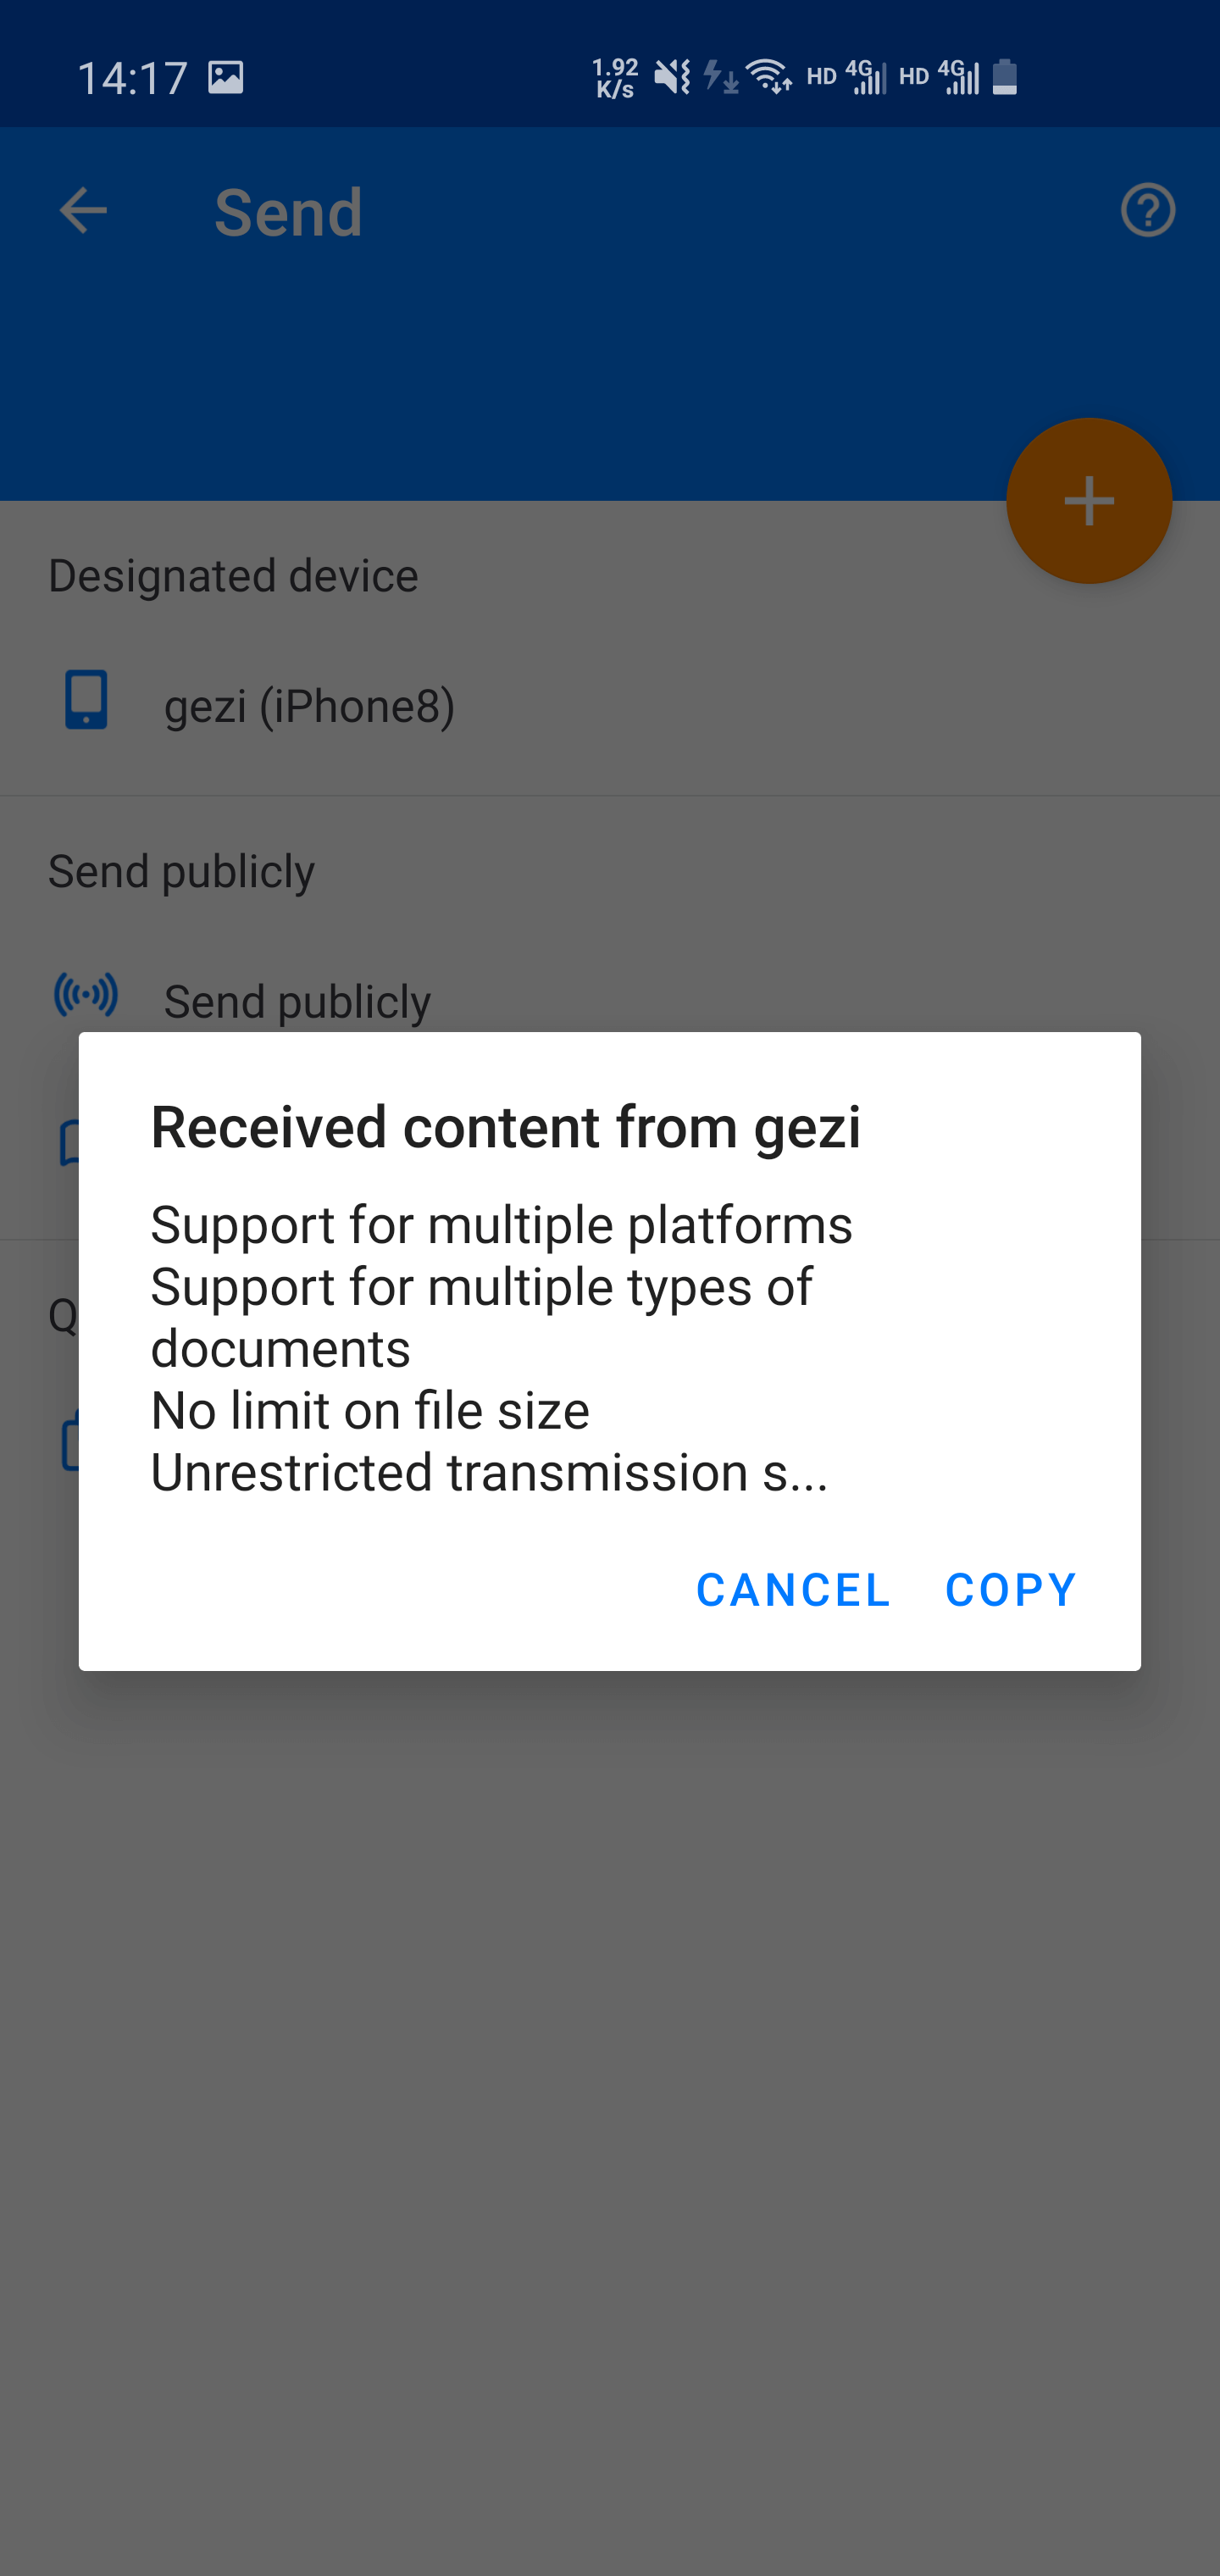 14:17 1.92 K/s HD 4G HD 4G
Send
Designated device
gezi (iPhone8)
Send publicly
Send publicly
Received content from gezi
Support for multiple platforms
Support for multiple types of
documents
No limit on file size
Unrestricted transmission s...
CANCEL COPY